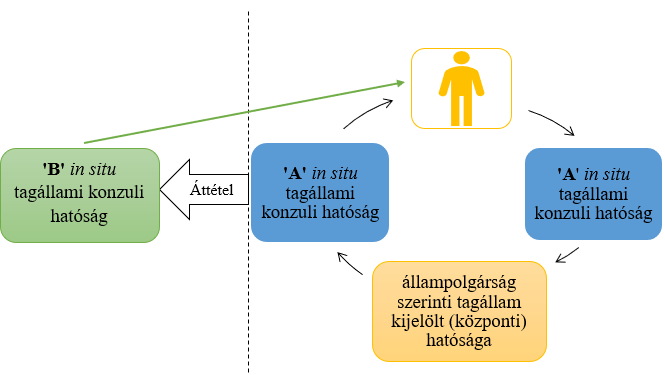 'B' in situ
tagállami konzuli
hatóság
Áttétel
'A' in situ
tagállami
konzuli hatóság
'A' in situ
tagállami
konzuli hatóság
állampolgárság
szerinti tagállam
kijelölt (központi)
hatósága